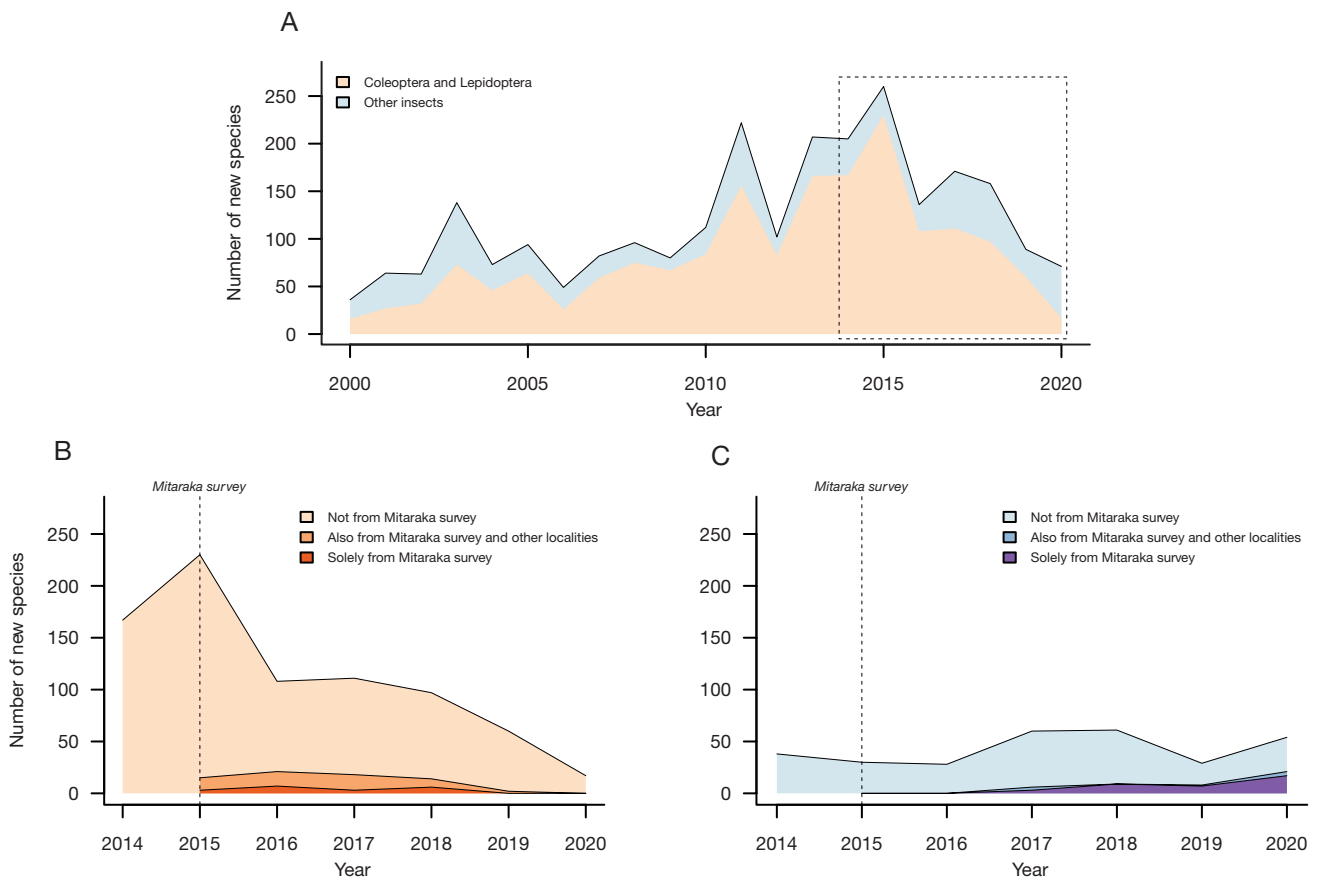 A
Coleoptera and Lepidoptera
Other insects
Number of new species
250
200
150
100
50
0
2000 2005 2010 2015 2020
Year
B
Mitaraka survey
Not from Mitaraka survey
Also from Mitaraka survey and other localities
Solely from Mitaraka survey
Number of new species
250
200
150
100
50
0
2014 2015 2016 2017 2018 2019 2020
Year
C
Mitaraka survey
Not from Mitaraka survey
Also from Mitaraka survey and other localities
Solely from Mitaraka survey
250
200
150
100
50
0
2014 2015 2016 2017 2018 2019 2020
Year